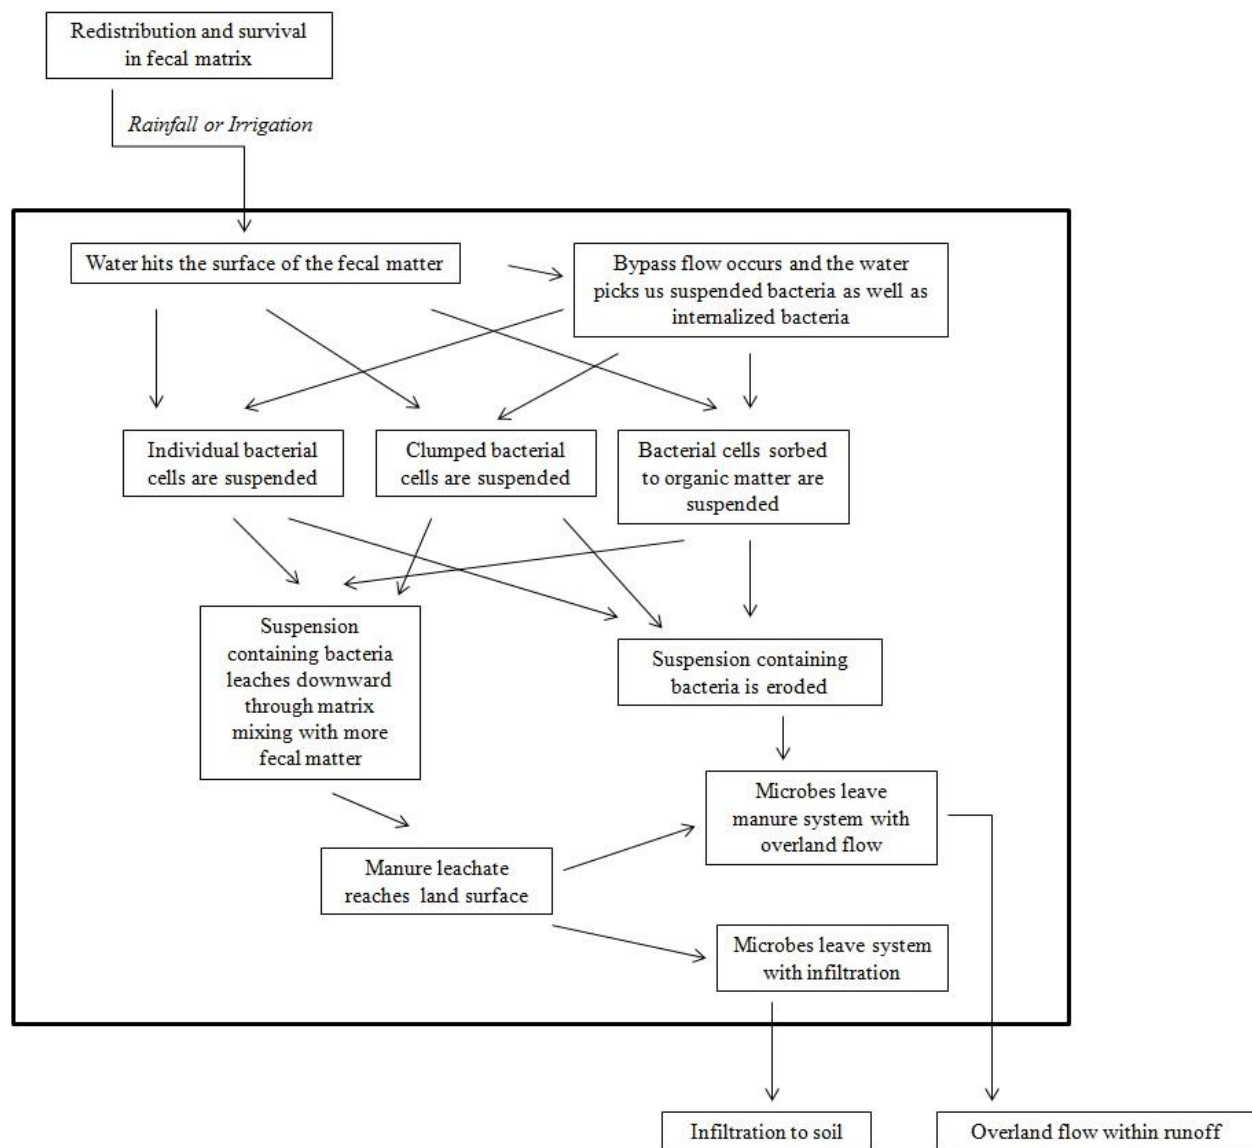 Redistribution and survival
in fecal matrix
Rainfall or Irrigation
Water hits the surface of the fecal matter
Bypass flow occurs and the water
picks us suspended bacteria as well as
internalized bacteria
Individual bacterial
cells are suspended
Clumped bacterial
cells are suspended
Bacterial cells sorbed
to organic matter are
suspended
Suspension
containing bacteria
leaches downward
through matrix
mixing with more
fecal matter
Suspension containing
bacteria is eroded
Microbes leave
manure system with
overland flow
Manure leachate
reaches land surface
Microbes leave system
with infiltration
Infiltration to soil
Overland flow within runoff